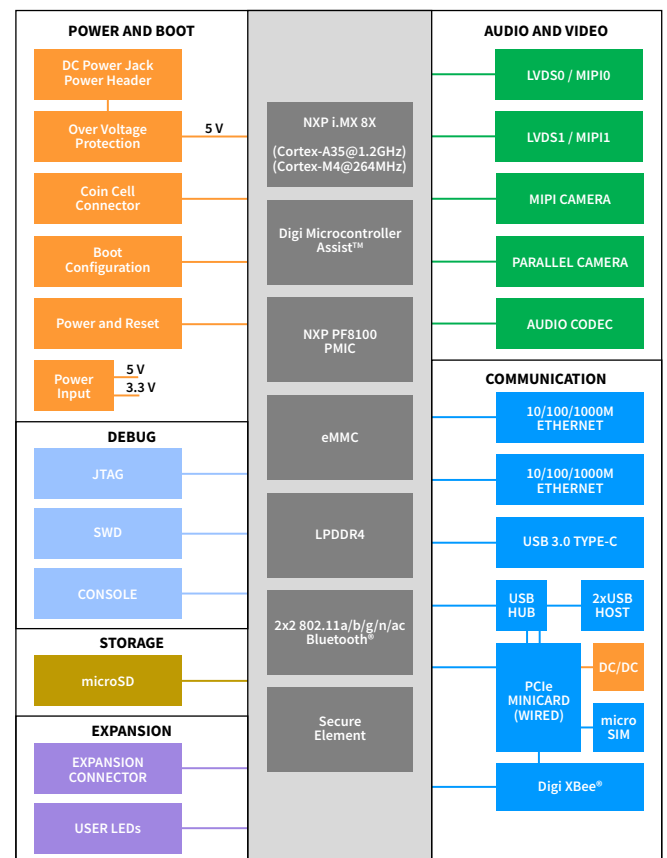 POWER AND BOOT
DC Power Jack
Power Header
Over Voltage
Protection
5 V
Coin Cell
Connector
Boot
Configuration
Power and Reset
Power
Input
5 V
3.3 V
DEBUG
JTAG
SWD
CONSOLE
STORAGE
microSD
EXPANSION
EXPANSION
CONNECTOR
USER LEDs
NXP i.MX 8X
(Cortex-A35@1.2GHz)
(Cortex-M4@264MHz)
Digi Microcontroller
Assist™
NXP PF8100
PMIC
eMMC
LPDDR4
2x2 802.11a/b/g/n/ac
Bluetooth®
Secure
Element
AUDIO AND VIDEO
LVDS0 / MIPI0
LVDS1 / MIPI1
MIPI CAMERA
PARALLEL CAMERA
AUDIO CODEC
COMMUNICATION
10/100/1000M
ETHERNET
10/100/1000M
ETHERNET
USB 3.0 TYPE-C
USB
HUB
2xUSB
HOST
PCIe
MINICARD
(WIRED)
DC/DC
micro
SIM
Digi XBee®